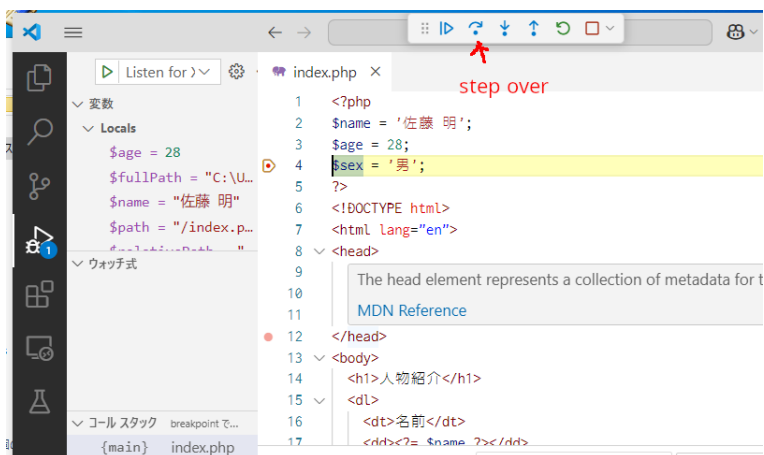 step over
Listen for
index.php
変数
Locals
$age = 28
$fullPath = "C:\U...
$name = "佐藤 明"
$path = "/index.p...
ウォッチ式
コール スタック breakpoint で...
{main} index.php
1
1 <?php
2 $name = '佐藤 明';
3 $age = 28;
4 $sex = '男';
5 ?>
6 <!DOCTYPE html>
7 <html lang="en">
8 <head>
9
The head element represents a collection of metadata for t
10
MDN Reference
11
12 </head>
13 <body>
14 <h1>人物紹介</h1>
15 <dl>
16 <dt>名前</dt>
17 <dd><?= $name ?></dd>